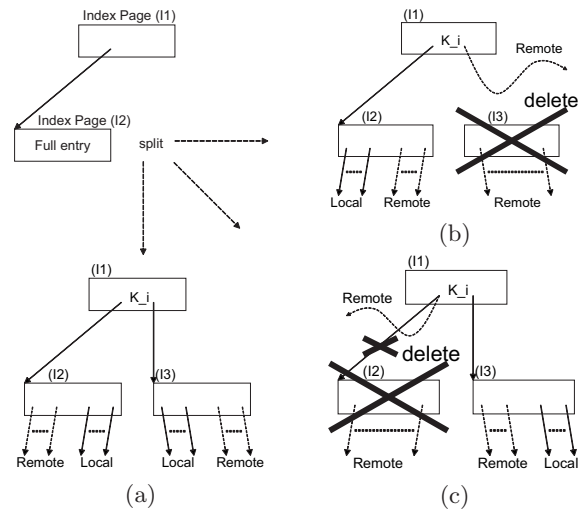 Index Page (I1)
Index Page (I2)
Full entry
split
(I1)
K_i
(I2)
(I3)
Remote
Local
Local
Remote
(a)
(I1)
K_i
Remote
delete
(I2)
(I3)
Local
Remote
Remote
(b)
(I1)
K_i
Remote
delete
(I2)
(I3)
Remote
Remote
Local
(c)